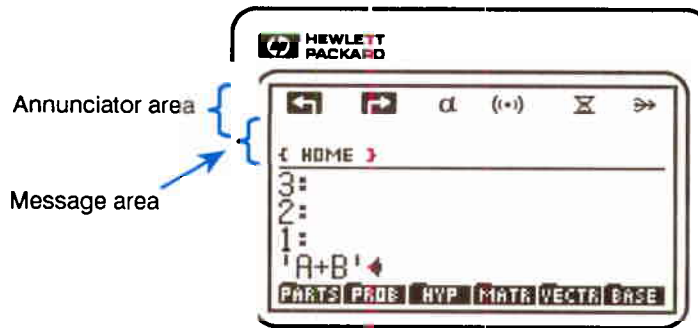 HEWLETT
PACKARD
Annunciator area
α ((•))
{ HOME }
Message area
3:
2:
1:
'A+B'◀
PARTS PROB HYP MATR VECTR BASE